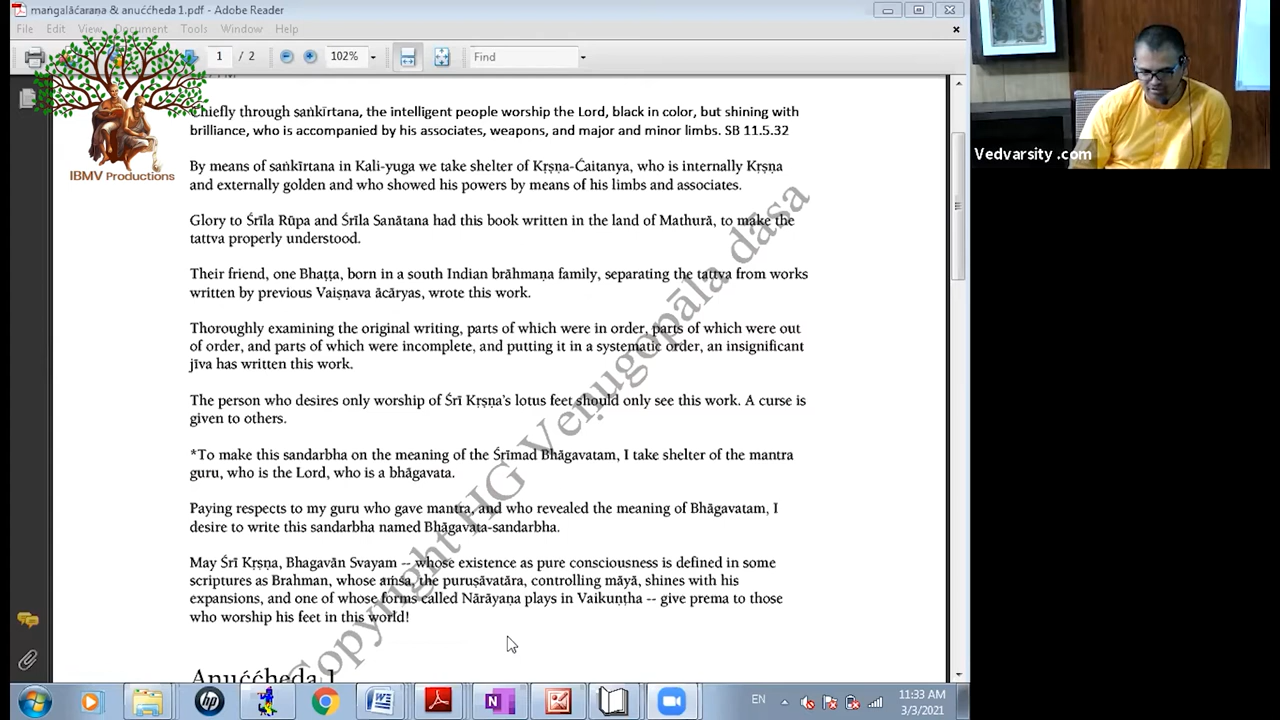 maṅgalāćaraṇa & anuććheda 1.pdf - Adobe Reader
File Edit View Document Tools Window Help
1 / 2 102% Find
Chiefly through saṅkīrtana, the intelligent people worship the Lord, black in color, but shining with
brilliance, who is accompanied by his associates, weapons, and major and minor limbs. SB 11.5.32
By means of saṅkīrtana in Kali-yuga we take shelter of Kṛṣṇa-Ćaitanya, who is internally Kṛṣṇa
and externally golden and who showed his powers by means of his limbs and associates.
Glory to Śrīla Rūpa and Śrīla Sanātana had this book written in the land of Mathurā, to make the
tattva properly understood.
Their friend, one Bhaṭṭa, born in a south Indian brāhmaṇa family, separating the tattva from works
written by previous Vaiṣṇava ācāryas, wrote this work.
Thoroughly examining the original writing, parts of which were in order, parts of which were out
of order, and parts of which were incomplete, and putting it in a systematic order, an insignificant
jīva has written this work.
The person who desires only worship of Śrī Kṛṣṇa's lotus feet should only see this work. A curse is
given to others.
*To make this sandarbha on the meaning of the Śrīmad Bhāgavatam, I take shelter of the mantra
guru, who is the Lord, who is a bhāgavata.
Paying respects to my guru who gave mantra, and who revealed the meaning of Bhāgavatam, I
desire to write this sandarbha named Bhāgavata-sandarbha.
May Śrī Kṛṣṇa, Bhagavān Svayam -- whose existence as pure consciousness is defined in some
scriptures as Brahman, whose aṁsa, the puruṣāvatāra, controlling māyā, shines with his
expansions, and one of whose forms called Nārāyaṇa plays in Vaikuṇṭha -- give prema to those
who worship his feet in this world!
Anuććheda 1
Copyright HG Veṇugopāla dāsa
IBMV Productions
Vedvarsity .com
EN
11:33 AM
3/3/2021